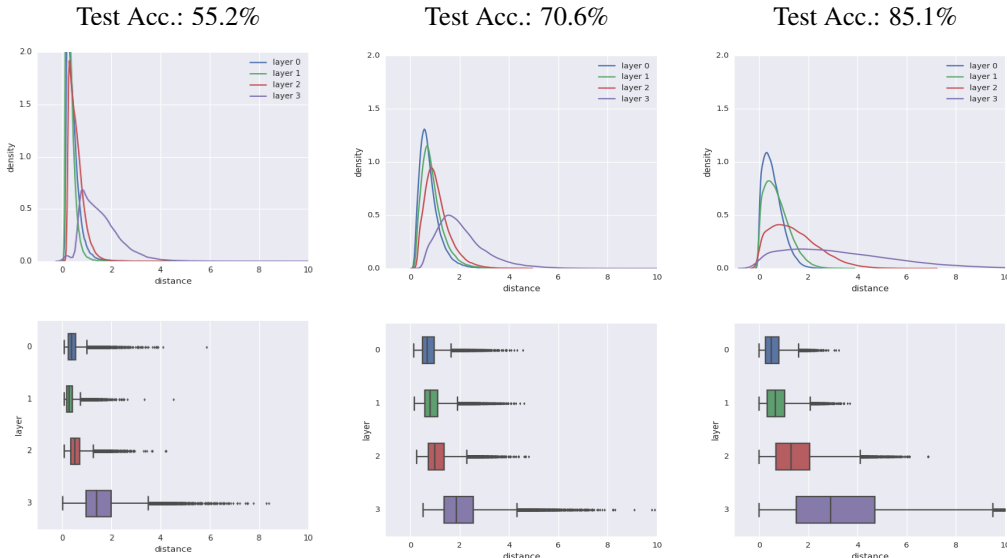 Test Acc.: 55.2%
Test Acc.: 70.6%
Test Acc.: 85.1%
2.0
1.5
1.0
0.5
0.0
density
layer 0
layer 1
layer 2
layer 3
0 2 4 6 8 10
distance
2.0
1.5
1.0
0.5
0.0
density
layer 0
layer 1
layer 2
layer 3
0 2 4 6 8 10
distance
2.0
1.5
1.0
0.5
0.0
density
layer 0
layer 1
layer 2
layer 3
0 2 4 6 8 10
distance
0
1
2
3
layer
0 2 4 6 8 10
distance
0
1
2
3
layer
0 2 4 6 8 10
distance
0
1
2
3
layer
0 2 4 6 8 10
distance